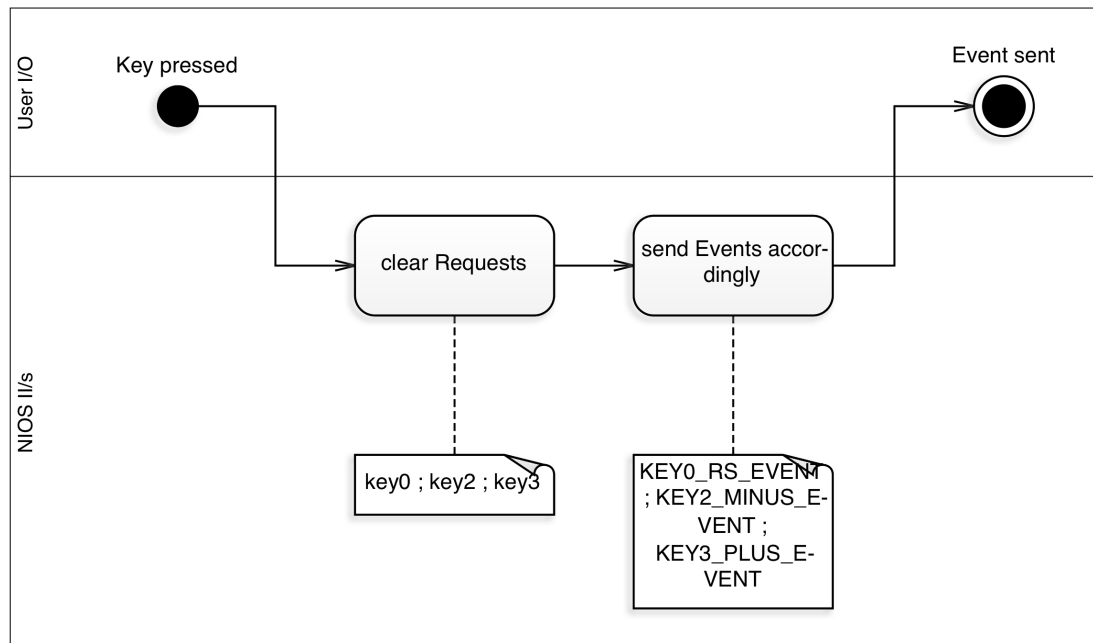 User I/O
Key pressed
Event sent
NIOS II/s
clear Requests
send Events accor-
dingly
key0 ; key2 ; key3
KEY0_RS_EVENT
; KEY2_MINUS_E-
VENT ;
KEY3_PLUS_E-
VENT